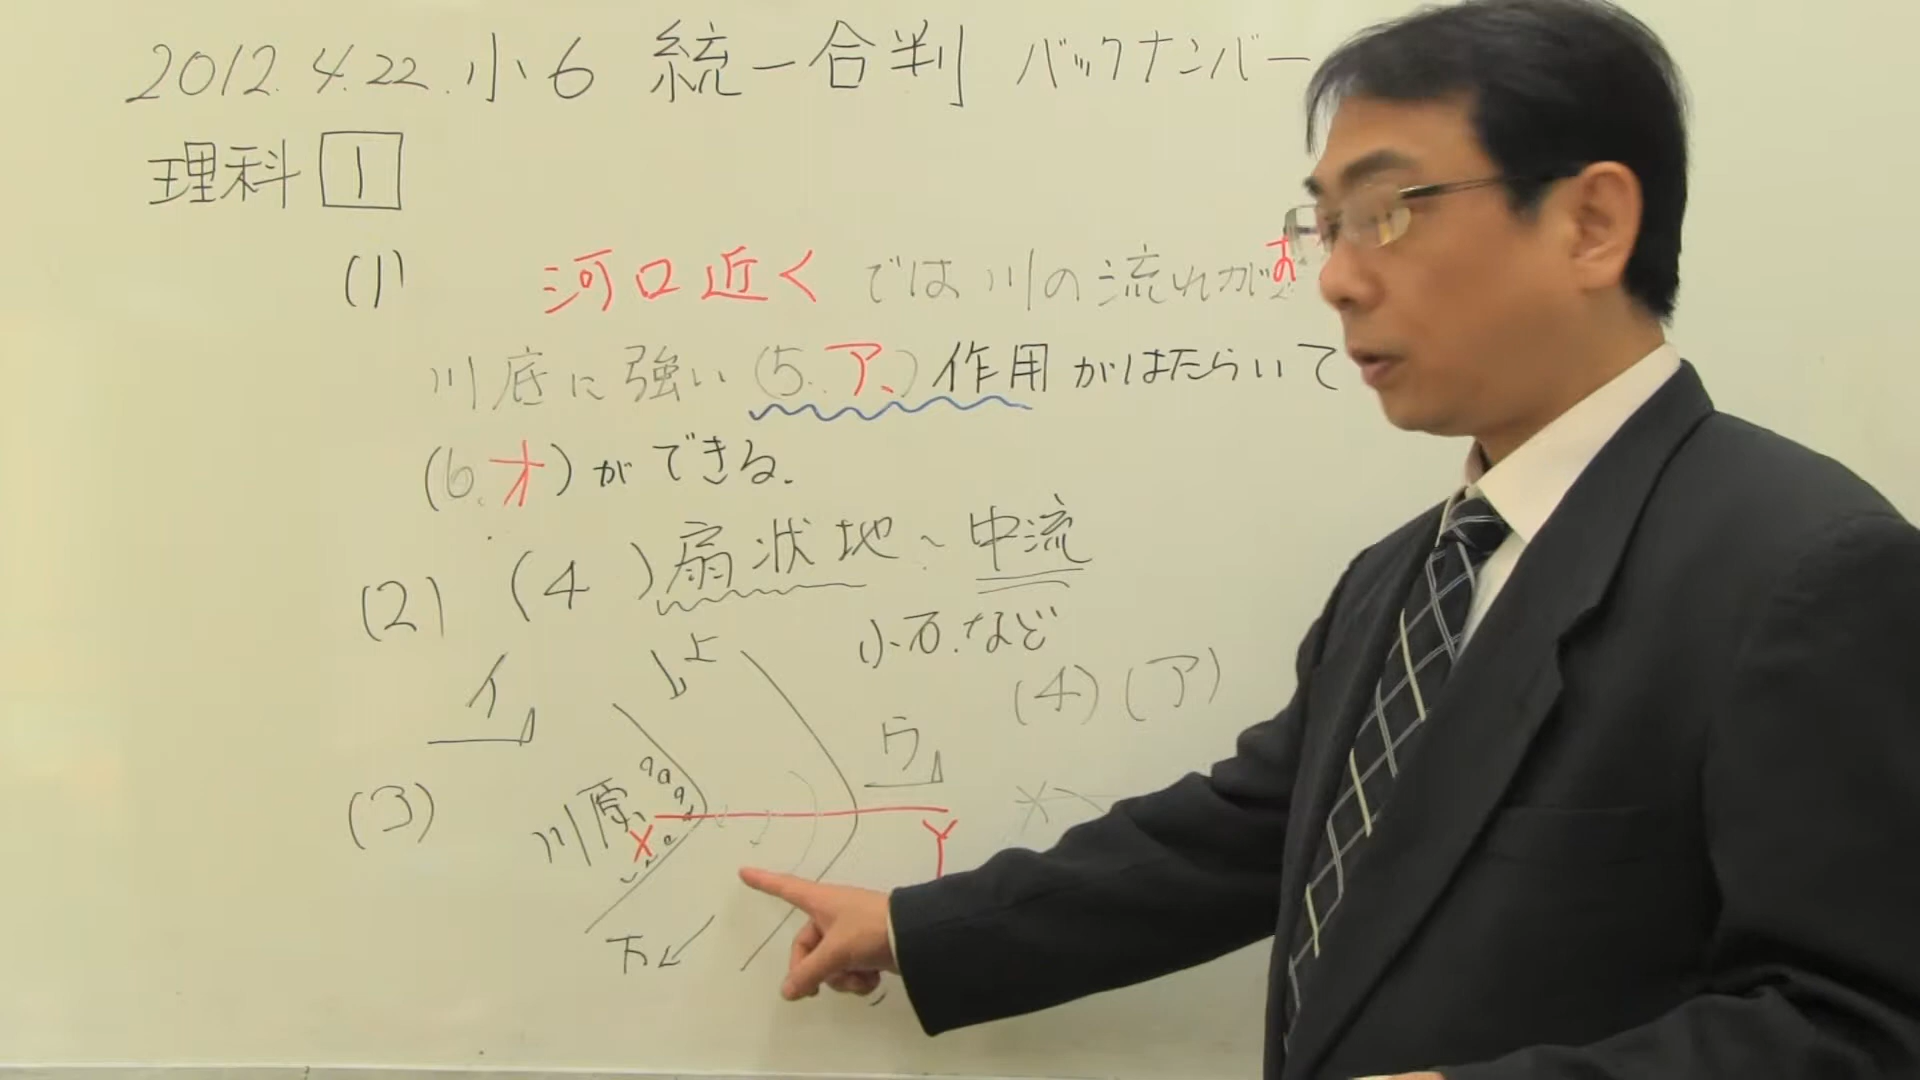 2012.4.22.小6 統一合判 バックナンバー
理科 1
(1) 河口近く では川の流れがお
川底に強い (5.ア.)作用がはたらいて
(6.オ)ができる.
(2) (4 )扇状地~中流
小石.など
上
イ
(4)(ア)
ウ
(3)
川原
X
Y
下